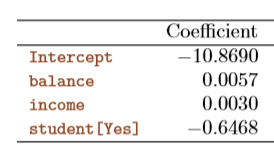 Coefficient
Intercept −10.8690
balance 0.0057
income 0.0030
student[Yes] −0.6468